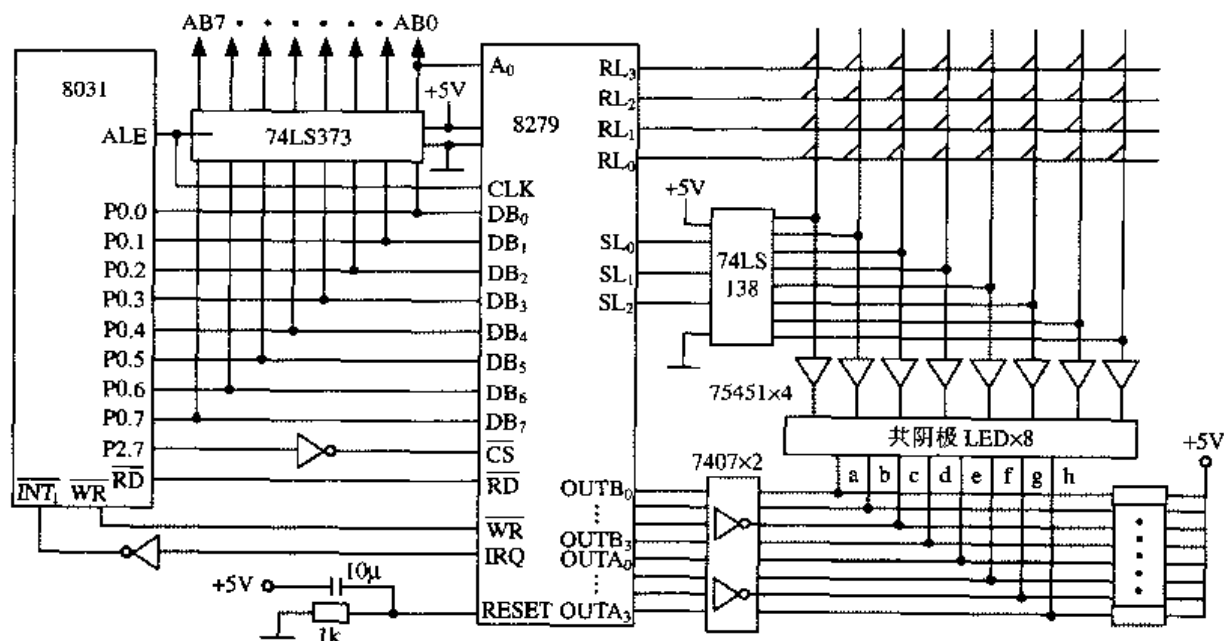 AB7
AB0
8031
ALE
74LS373
+5V
A₀
8279
CLK
P0.0
P0.1
P0.2
P0.3
P0.4
P0.5
P0.6
P0.7
P2.7
RD
INT₁
WR
DB₀
DB₁
DB₂
DB₃
DB₄
DB₅
DB₆
DB₇
CS
RD
WR
IRQ
RESET
RL₃
RL₂
RL₁
RL₀
SL₀
SL₁
SL₂
OUTB₀
OUTB₃
OUTA₀
OUTA₃
+5V
74LS
138
75451×4
共阴极 LED×8
a b c d e f g h
7407×2
+5V
+5V
10μ
1k